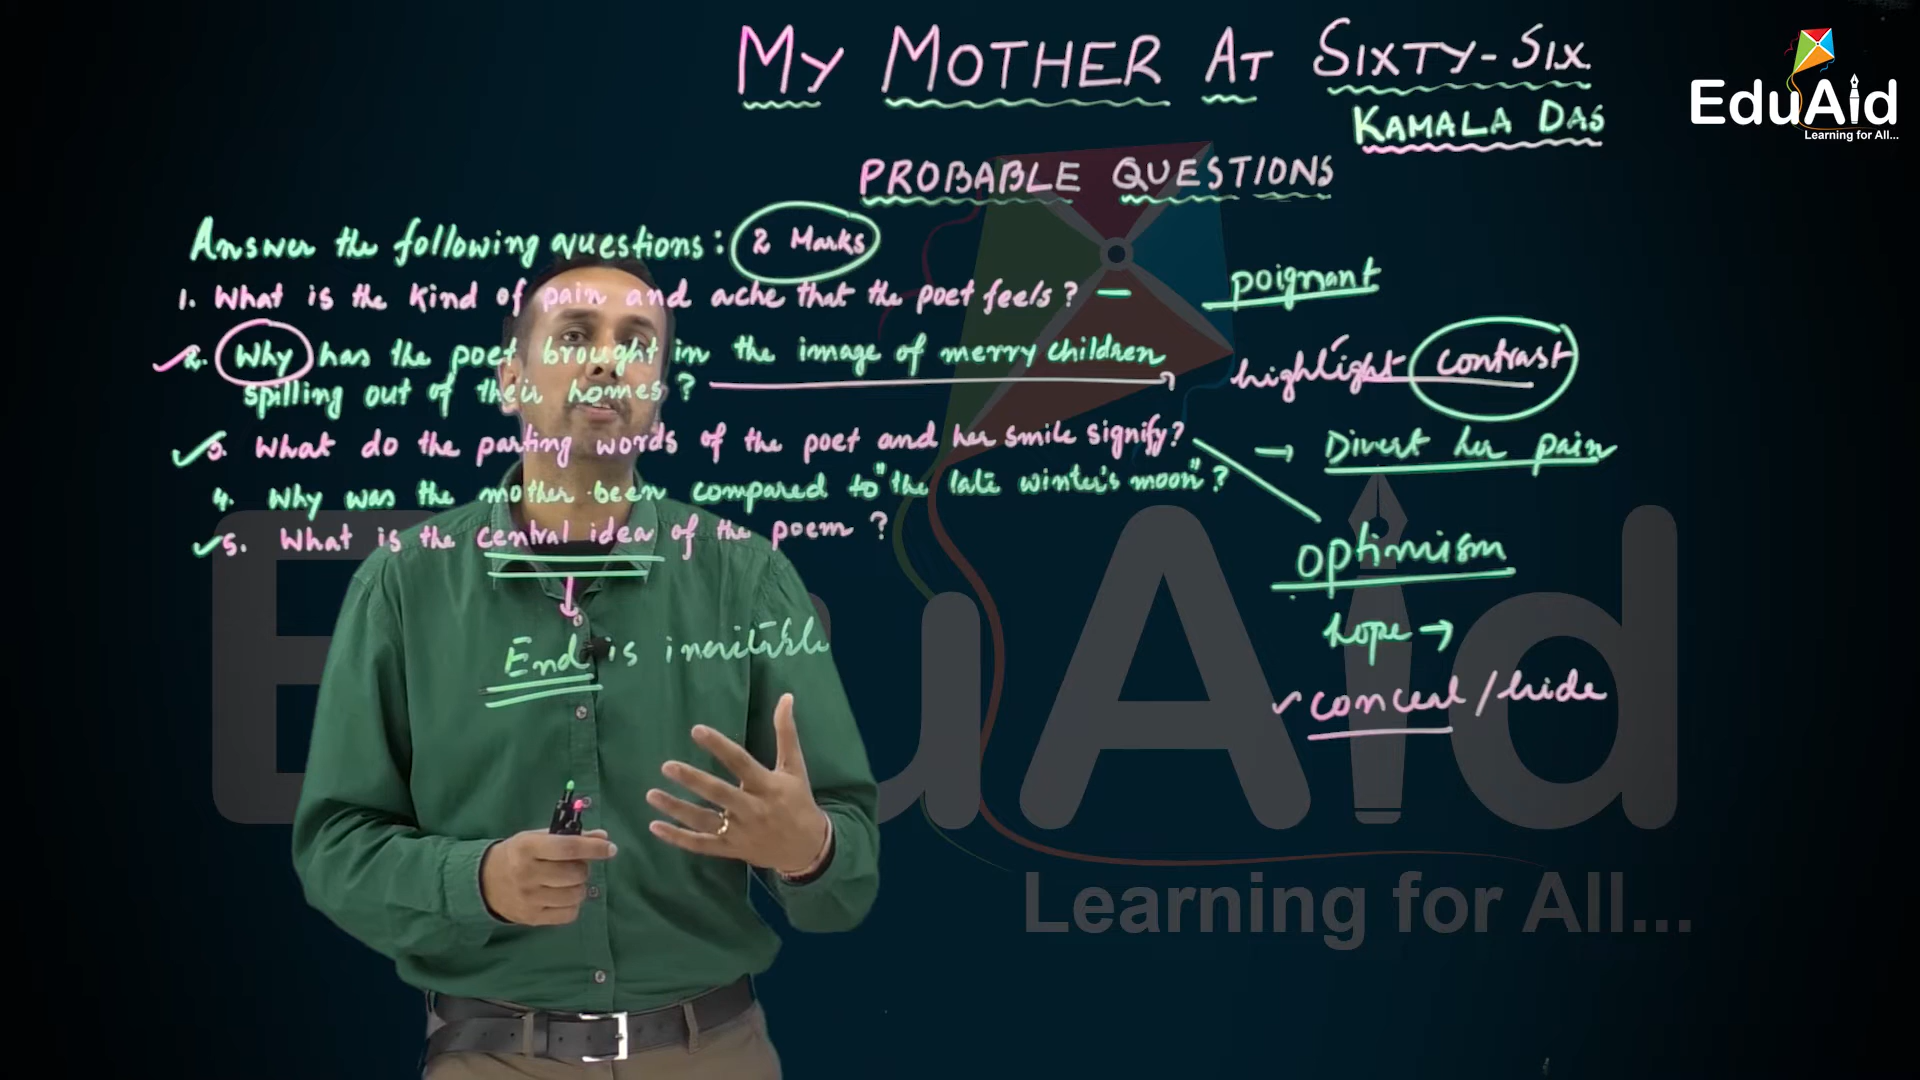 MY MOTHER AT SIXTY-SIX.
KAMALA DAS
EduAid
Learning for All...
PROBABLE QUESTIONS
Answer the following questions: 2 Marks
1. What is the kind of pain and ache that the poet feels? — poignant
2. Why has the poet brought in the image of merry children
spilling out of their homes?
highlight contrast
3. What do the parting words of the poet and her smile signify?
→ Divert her pain
4. Why was the mother been compared to "the late winter's moon"?
5. What is the central idea of the poem?
optimism
End is inevitable
hope →
conceal / hide
EduAid
Learning for All...